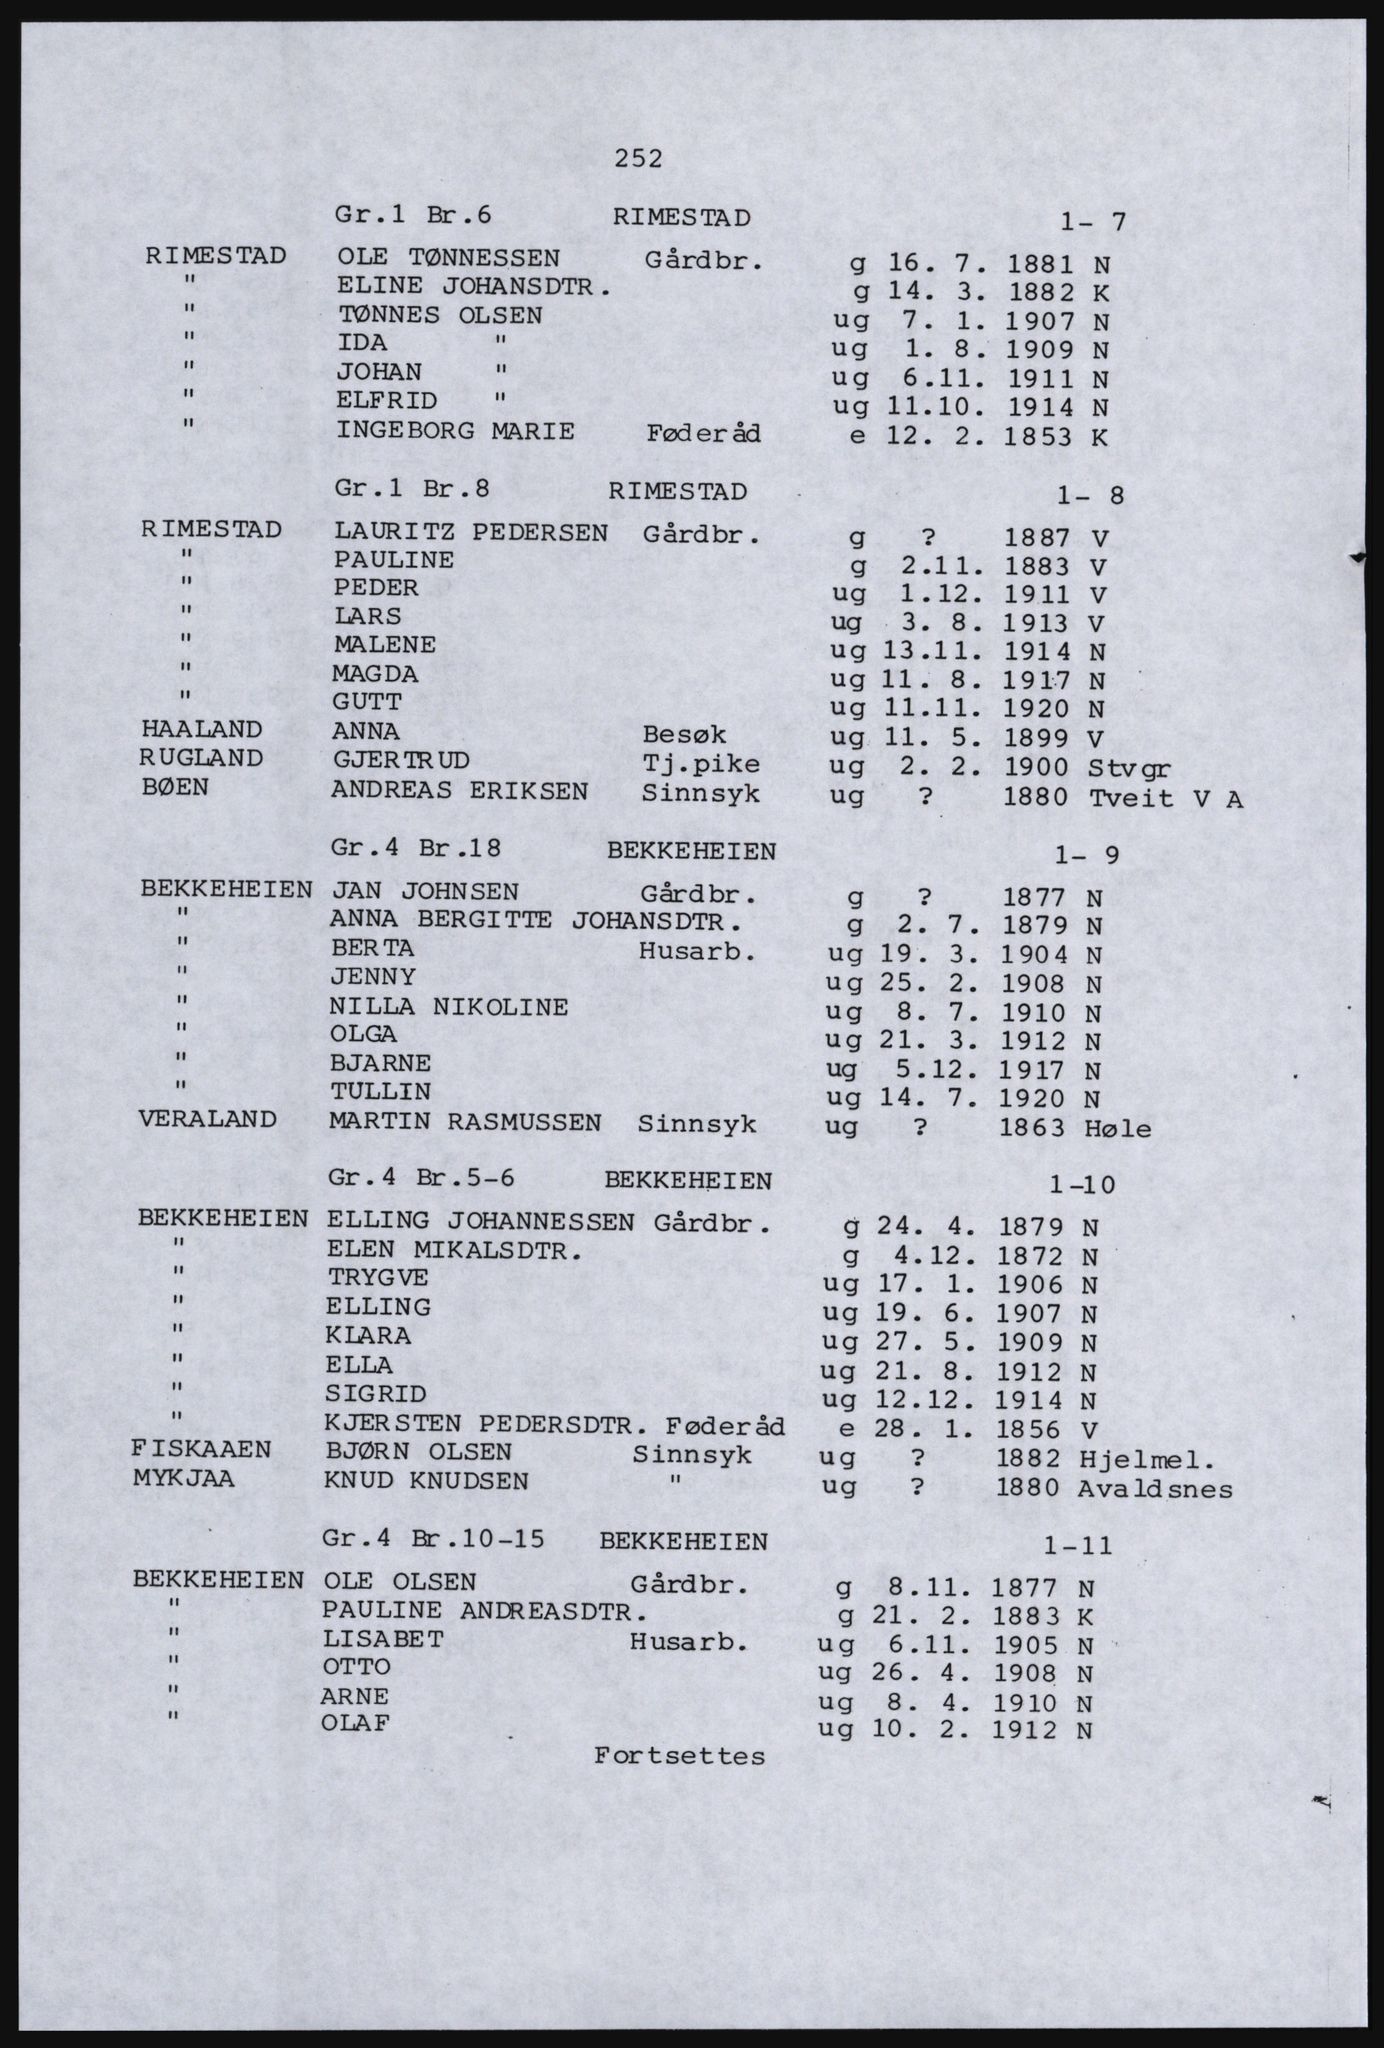 252
Gr.1 Br.6 RIMESTAD 1- 7
RIMESTAD OLE TØNNESSEN Gårdbr. g 16. 7. 1881 N
" ELINE JOHANSDTR. g 14. 3. 1882 K
" TØNNES OLSEN ug 7. 1. 1907 N
" IDA " ug 1. 8. 1909 N
" JOHAN " ug 6.11. 1911 N
" ELFRID " ug 11.10. 1914 N
" INGEBORG MARIE Føderåd e 12. 2. 1853 K
Gr.1 Br.8 RIMESTAD 1- 8
RIMESTAD LAURITZ PEDERSEN Gårdbr. g ? 1887 V
" PAULINE g 2.11. 1883 V
" PEDER ug 1.12. 1911 V
" LARS ug 3. 8. 1913 V
" MALENE ug 13.11. 1914 N
" MAGDA ug 11. 8. 1917 N
" GUTT ug 11.11. 1920 N
HAALAND ANNA Besøk ug 11. 5. 1899 V
RUGLAND GJERTRUD Tj.pike ug 2. 2. 1900 Stvgr
BØEN ANDREAS ERIKSEN Sinnsyk ug ? 1880 Tveit V A
Gr.4 Br.18 BEKKEHEIEN 1- 9
BEKKEHEIEN JAN JOHNSEN Gårdbr. g ? 1877 N
" ANNA BERGITTE JOHANSDTR. g 2. 7. 1879 N
" BERTA Husarb. ug 19. 3. 1904 N
" JENNY ug 25. 2. 1908 N
" NILLA NIKOLINE ug 8. 7. 1910 N
" OLGA ug 21. 3. 1912 N
" BJARNE ug 5.12. 1917 N
" TULLIN ug 14. 7. 1920 N
VERALAND MARTIN RASMUSSEN Sinnsyk ug ? 1863 Høle
Gr.4 Br.5-6 BEKKEHEIEN 1-10
BEKKEHEIEN ELLING JOHANNESSEN Gårdbr. g 24. 4. 1879 N
" ELEN MIKALSDTR. g 4.12. 1872 N
" TRYGVE ug 17. 1. 1906 N
" ELLING ug 19. 6. 1907 N
" KLARA ug 27. 5. 1909 N
" ELLA ug 21. 8. 1912 N
" SIGRID ug 12.12. 1914 N
" KJERSTEN PEDERSDTR. Føderåd e 28. 1. 1856 V
FISKAAEN BJØRN OLSEN Sinnsyk ug ? 1882 Hjelmel.
MYKJAA KNUD KNUDSEN " ug ? 1880 Avaldsnes
Gr.4 Br.10-15 BEKKEHEIEN 1-11
BEKKEHEIEN OLE OLSEN Gårdbr. g 8.11. 1877 N
" PAULINE ANDREASDTR. g 21. 2. 1883 K
" LISABET Husarb. ug 6.11. 1905 N
" OTTO ug 26. 4. 1908 N
" ARNE ug 8. 4. 1910 N
" OLAF ug 10. 2. 1912 N
Fortsettes